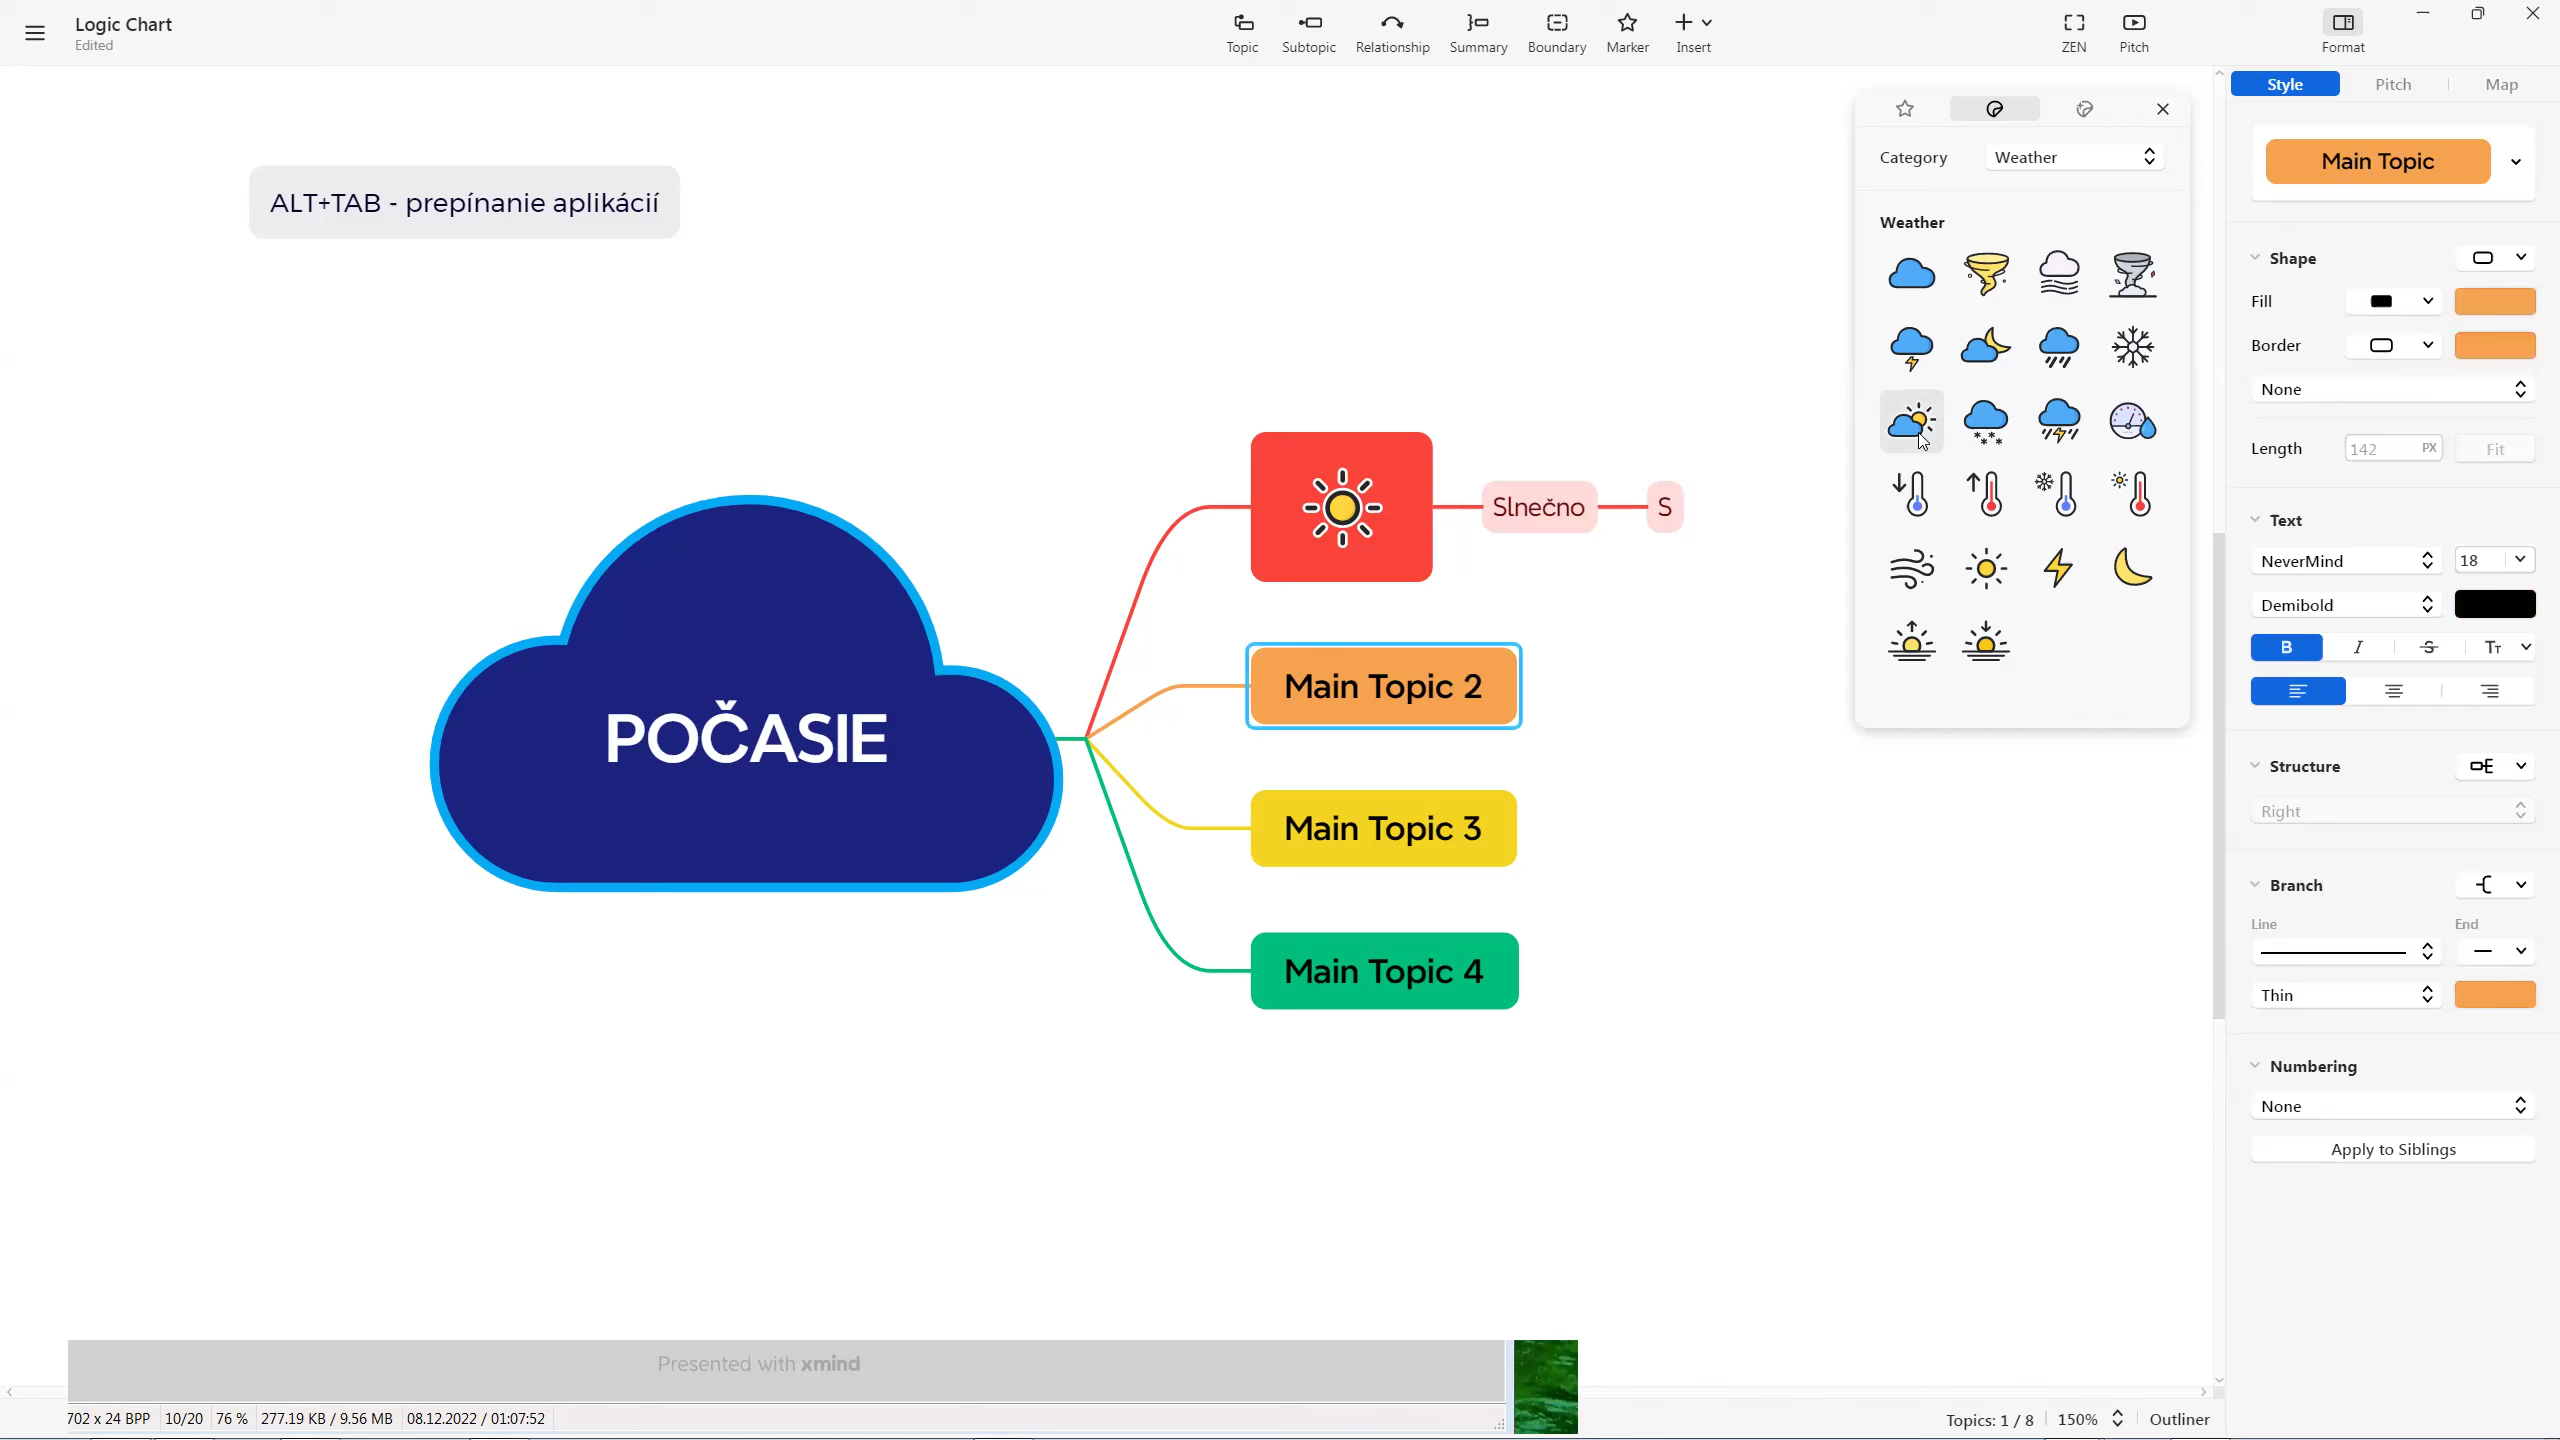 Logic Chart
Edited
Topic
Subtopic
Relationship
Summary
Boundary
Marker
Insert
ZEN
Pitch
Format
Style
Pitch
Map
ALT+TAB - prepínanie aplikácií
POČASIE
Slnečno
S
Main Topic 2
Main Topic 3
Main Topic 4
Category
Weather
Weather
Main Topic
Shape
Fill
Border
None
Length
142
PX
Fit
Text
NeverMind
18
Demibold
B
I
S
Tт
Structure
Right
Branch
Line
End
Thin
Numbering
None
Apply to Siblings
Presented with xmind
702 x 24 BPP
10/20
76 %
277.19 KB / 9.56 MB
08.12.2022 / 01:07:52
Topics: 1 / 8
150%
Outliner